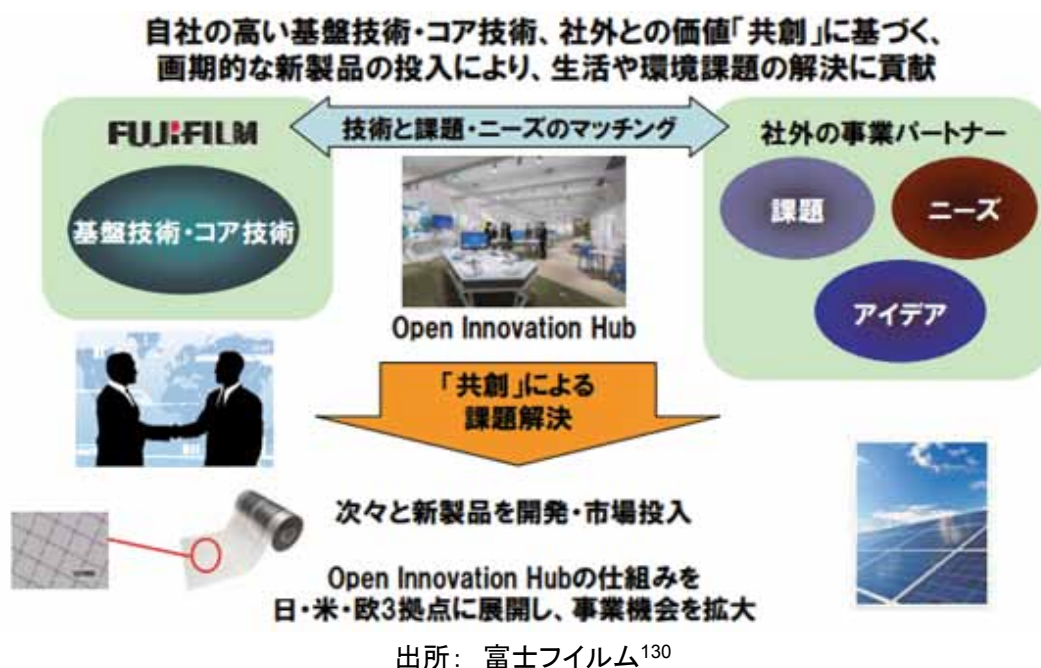 自社の高い基盤技術・コア技術、社外との価値「共創」に基づく、
画期的な新製品の投入により、生活や環境課題の解決に貢献
FUJIFILM
技術と課題・ニーズのマッチング
社外の事業パートナー
基盤技術・コア技術
課題
ニーズ
アイデア
Open Innovation Hub
「共創」による
課題解決
次々と新製品を開発・市場投入
Open Innovation Hubの仕組みを
日・米・欧3拠点に展開し、事業機会を拡大
出所： 富士フイルム130